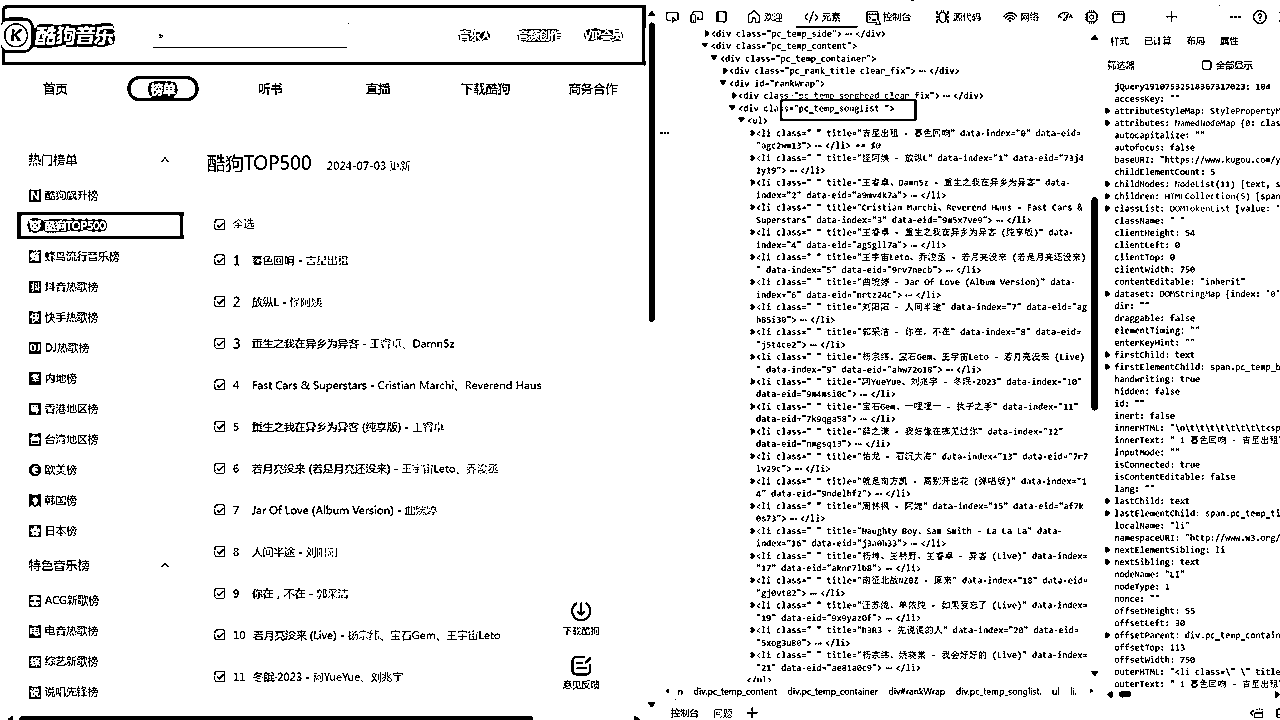 酷狗音乐
音乐人 音频创作 VIP会员
首页 榜单 听书 直播 下载酷狗 商务合作
热门榜单
酷狗飙升榜
酷狗TOP500
蜂鸟流行音乐榜
抖音热歌榜
快手热歌榜
DJ热歌榜
内地榜
香港地区榜
台湾地区榜
欧美榜
韩国榜
日本榜
特色音乐榜
ACG新歌榜
电音热歌榜
综艺新歌榜
说唱先锋榜
酷狗TOP500 2024-07-03 更新
全选
1 暮色回响 - 吉星出租
2 放纵L - 怪阿姨
3 重生之我在异乡为异客 - 王睿卓、DamnSz
4 Fast Cars & Superstars - Cristian Marchi、Reverend Haus
5 重生之我在异乡为异客 (纯享版) - 王睿卓
6 若月亮没来 (若是月亮还没来) - 王宇宙Leto、乔浚丞
7 Jar Of Love (Album Version) - 曲婉婷
8 人间半途 - 刘阳阳
9 你在，不在 - 郭采洁
10 若月亮没来 (Live) - 杨宗纬、宝石Gem、王宇宙Leto
11 冬眠·2023 - 阿YueYue、刘兆宇
下载酷狗
意见反馈
欢迎 </> 元素 控制台 源代码 网络
<div class="pc_temp_side">…</div>
<div class="pc_temp_content">
<div class="pc_temp_container">
<div class="pc_rank_title clear_fix">…</div>
<div id="rankWrap">
<div class="pc_temp_songhead clear_fix">…</div>
<div class="pc_temp_songlist ">
<ul>
<li class=" " title="吉星出租 - 暮色回响" data-index="0" data-eid=
</li> == $0
<li class=" " title="怪阿姨 - 放纵L" data-index="1" data-eid=
…</li>
<li class=" " title="王睿卓、DamnSz - 重生之我在异乡为异客" data-
index="2" data-eid="a9mv4k7a">…</li>
<li class=" " title="Cristian Marchi、Reverend Haus - Fast Cars &
Superstars" data-index="3" data-eid="9m5x7ve9">…</li>
<li class=" " title="王睿卓 - 重生之我在异乡为异客 (纯享版)" data-
index="4" data-eid="ag5gll7a">…</li>
<li class=" " title="王宇宙Leto、乔浚丞 - 若月亮没来 (若是月亮还没来)
" data-index="5" data-eid="9rv7necb">…</li>
<li class=" " title="曲婉婷 - Jar Of Love (Album Version)" data-
index="6" data-eid="nrtz24c">…</li>
<li class=" " title="刘阳阳 - 人间半途" data-index="7" data-eid="ag
…</li>
<li class=" " title="郭采洁 - 你在，不在" data-index="8" data-eid=
"j5t4ce2">…</li>
<li class=" " title="杨宗纬、宝石Gem、王宇宙Leto - 若月亮没来 (Live)
" data-index="9" data-eid="ahw72o18">…</li>
<li class=" " title="阿YueYue、刘兆宇 - 冬眠·2023" data-index="10"
data-eid="9m4msi0c">…</li>
<li class=" " title="宝石Gem、一哩哩一 - 执子之手" data-index="11"
data-eid="7k9qga58">…</li>
<li class=" " title="薛之谦 - 我好像在哪见过你" data-index="12"
data-eid="nmgsq13">…</li>
<li class=" " title="佑龙 - 石沉大海" data-index="13" data-eid="7r7
lv29c">…</li>
<li class=" " title="就是南方凯 - 离别开出花 (弹唱版)" data-index="1
4" data-eid="9ndelhf2">…</li>
<li class=" " title="周林枫 - 阿嬷" data-index="15" data-eid="af7k
0s73">…</li>
<li class=" " title="Naughty Boy、Sam Smith - La La La" data-
index="16" data-eid=
<li class=" " title="杨坤、王赫野、王睿卓 - 异客 (Live)" data-index=
"17" data-eid="aknr7lb8">…</li>
<li class=" " title="南征北战NZBZ - 原来" data-index="18" data-eid=
"gj0vt82">…</li>
<li class=" " title="汪苏泷、单依纯 - 如果爱忘了 (Live)" data-index=
"19" data-eid="9x9yaz0f">…</li>
<li class=" " title="h3R3 - 先说谎的人" data-index="20" data-eid=
"5xog3u80">…</li>
<li class=" " title="杨宗纬、姚晓棠 - 我会好好的 (Live)" data-index=
"21" data-eid="ae81a0c9">…</li>
</ul>
n div.pc_temp_content div.pc_temp_container div#rankWrap div.pc_temp_songlist. ul li.
控制台 问题
样式 已计算 布局 属性
筛选器 全部显示
accessKey: ""
attributeStyleMap: StylePropertyM
attributes: NamedNodeMap {0: clas
autocapitalize: ""
autofocus: false
baseURI: "https://www.kugou.com/y
childElementCount: 5
childNodes: NodeList(11) [text, s
children: HTMLCollection(5) [span
classList: DOMTokenList [value: "
className: " "
clientHeight: 54
clientLeft: 0
clientTop: 0
clientWidth: 750
contentEditable: "inherit"
dataset: DOMStringMap {index: "0"
dir: ""
draggable: false
elementTiming: ""
enterKeyHint: ""
firstChild: text
firstElementChild: span.pc_temp_b
handwriting: true
hidden: false
id: ""
inert: false
innerHTML: "\n\t\t\t\t\t\t\t<sp
innerText: " 1 暮色回响 - 吉星出租
inputMode: ""
isConnected: true
isContentEditable: false
lang: ""
lastChild: text
lastElementChild: span.pc_temp_ti
localName: "li"
namespaceURI: "http://www.w3.org/
nextElementSibling: li
nextSibling: text
nodeName: "LI"
nodeType: 1
nonce: ""
offsetHeight: 55
offsetLeft: 30
offsetParent: div.pc_temp_contain
offsetTop: 113
offsetWidth: 750
outerHTML: "<li class=\" \" title
outerText: " 1 暮色回响 - 吉星出租